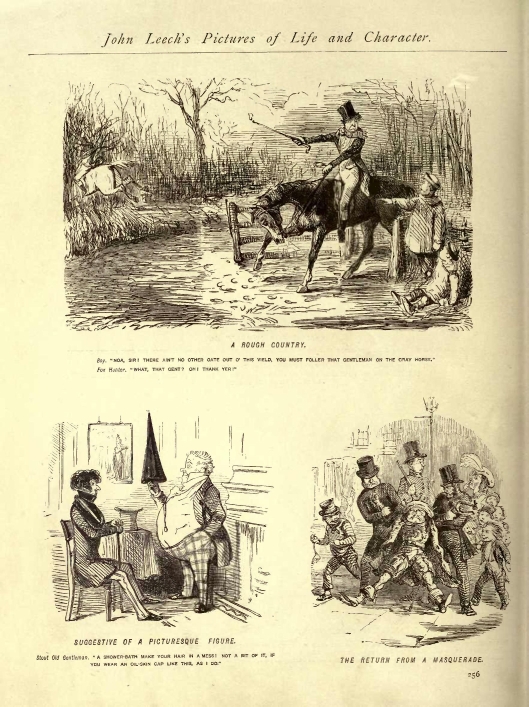 John Leech's Pictures of Life and Character.
A ROUGH COUNTRY.
Boy. "NOA, SIR! THERE AIN'T NO OTHER GATE OUT O' THIS VIELD, YOU MUST FOLLER THAT GENTLEMAN ON THE GRAY HORSE."
Fox Hunter. "WHAT, THAT GENT? OH! THANK YER!"
SUGGESTIVE OF A PICTURESQUE FIGURE.
Stout Old Gentleman. "A SHOWER-BATH MAKE YOUR HAIR IN A MESS! NOT A BIT OF IT, IF
YOU WEAR AN OIL-SKIN CAP LIKE THIS, AS I DO."
THE RETURN FROM A MASQUERADE.
256